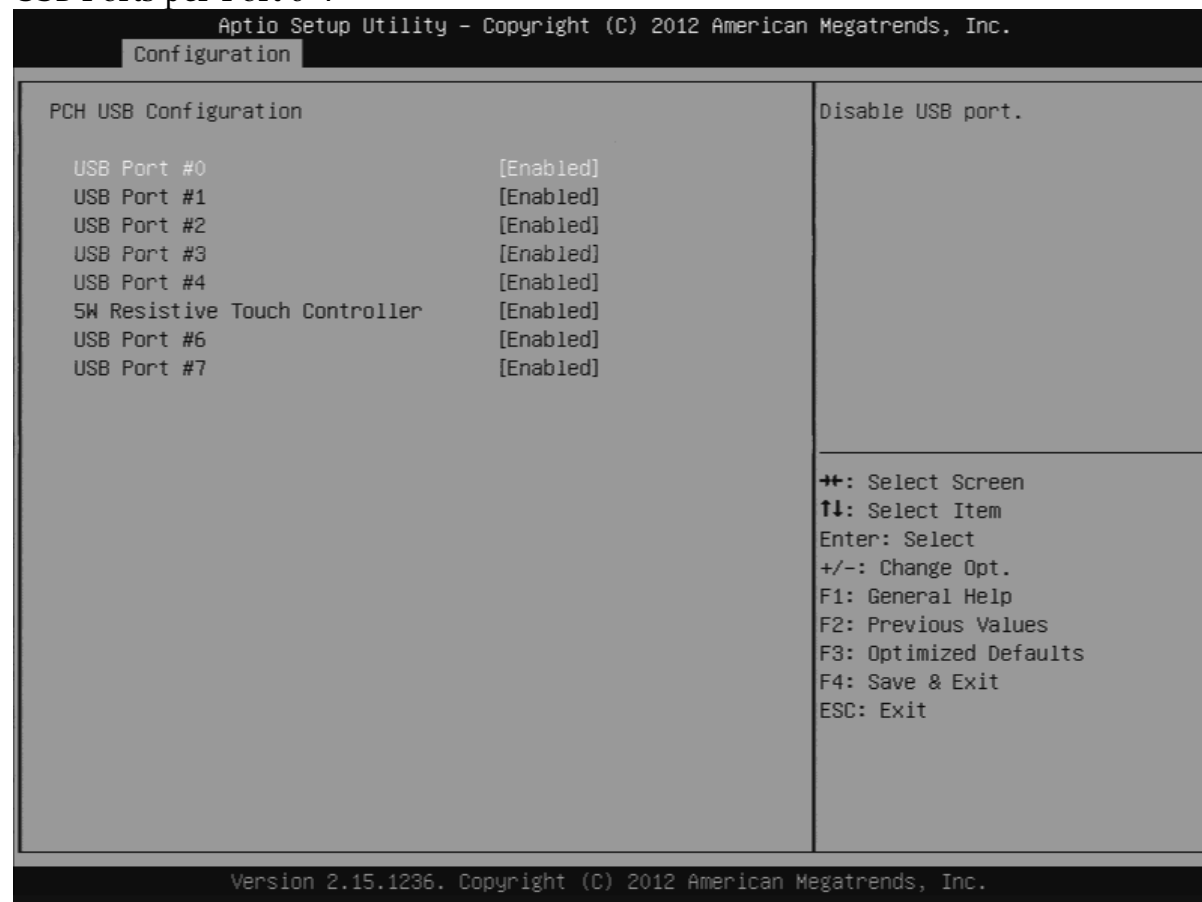 Aptio Setup Utility – Copyright (C) 2012 American Megatrends, Inc.
Configuration
PCH USB Configuration
USB Port #0 [Enabled]
USB Port #1 [Enabled]
USB Port #2 [Enabled]
USB Port #3 [Enabled]
USB Port #4 [Enabled]
5W Resistive Touch Controller [Enabled]
USB Port #6 [Enabled]
USB Port #7 [Enabled]
Disable USB port.
→←: Select Screen
↑↓: Select Item
Enter: Select
+/-: Change Opt.
F1: General Help
F2: Previous Values
F3: Optimized Defaults
F4: Save & Exit
ESC: Exit
Version 2.15.1236. Copyright (C) 2012 American Megatrends, Inc.